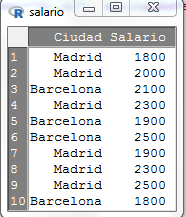 R salario
Ciudad Salario
1 Madrid 1800
2 Madrid 2000
3 Barcelona 2100
4 Madrid 2300
5 Barcelona 1900
6 Barcelona 2500
7 Madrid 1900
8 Madrid 2300
9 Madrid 2500
10 Barcelona 1800